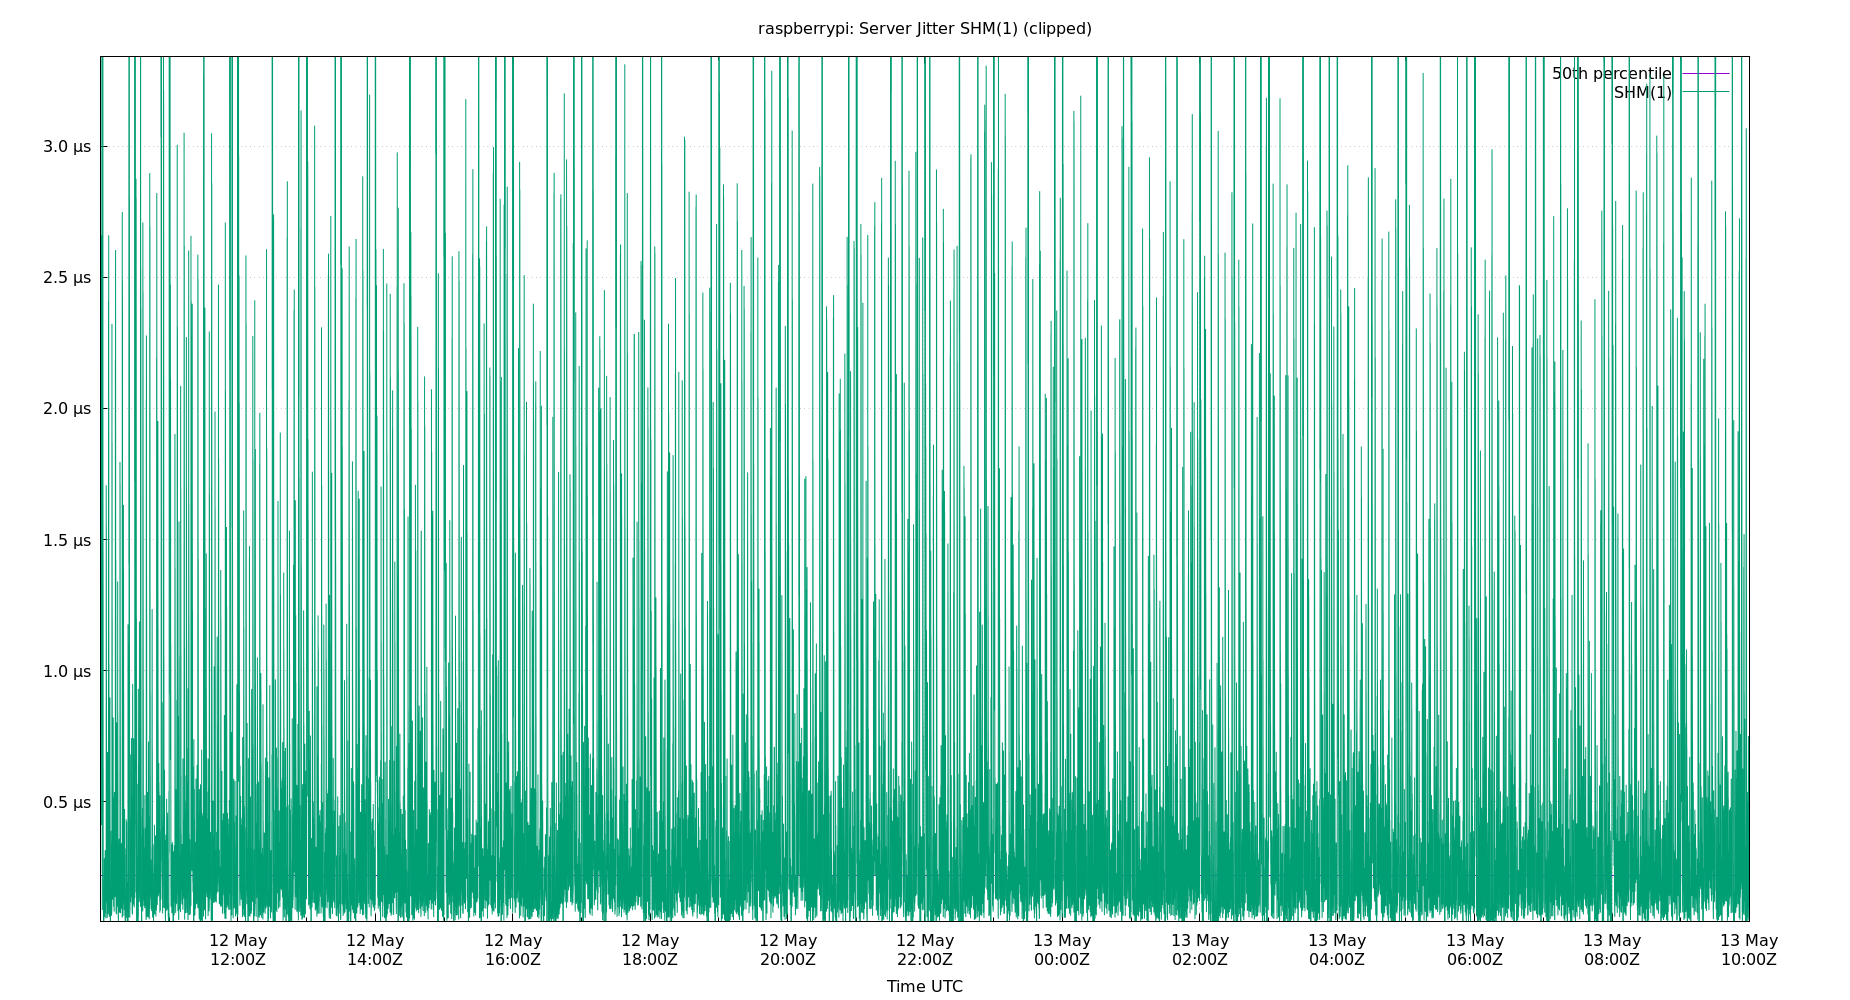 raspberrypi: Server Jitter SHM(1) (clipped)
50th percentile
SHM(1)
3.0 µs
2.5 µs
2.0 µs
1.5 µs
1.0 µs
0.5 µs
12 May 12 May 12 May 12 May 12 May 12 May 13 May 13 May 13 May 13 May 13 May 13 May
12:00Z 14:00Z 16:00Z 18:00Z 20:00Z 22:00Z 00:00Z 02:00Z 04:00Z 06:00Z 08:00Z 10:00Z
Time UTC